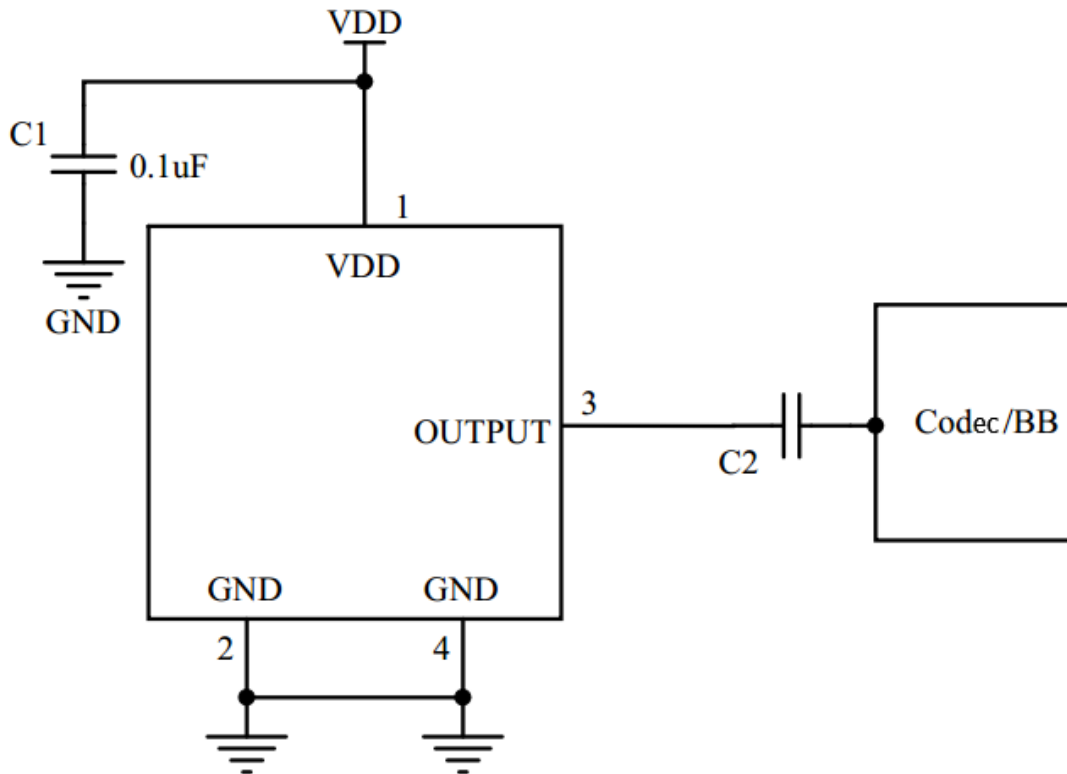 VDD
C1
0.1uF
1
VDD
GND
3
OUTPUT
Codec/BB
C2
GND
GND
2
4